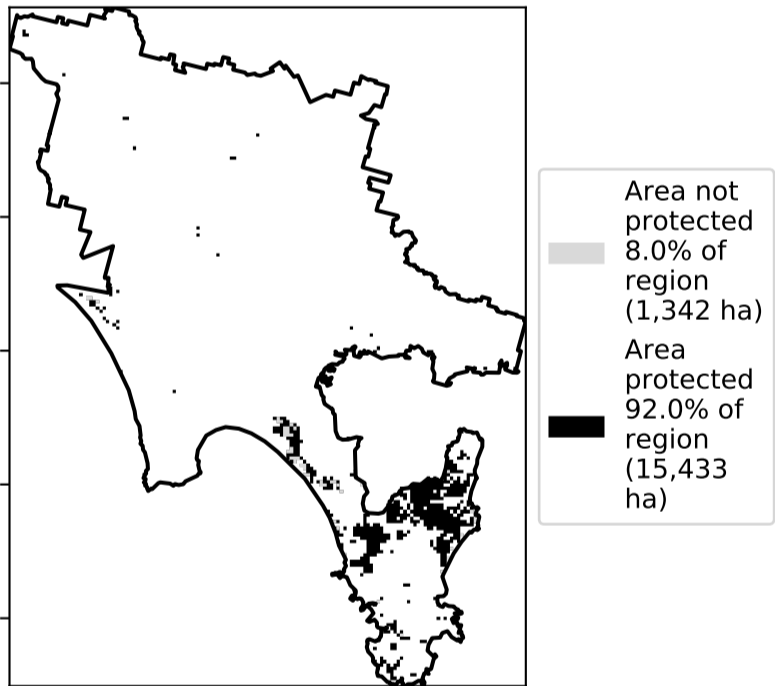 Area not
protected
8.0% of
region
(1,342 ha)
Area
protected
92.0% of
region
(15,433
ha)